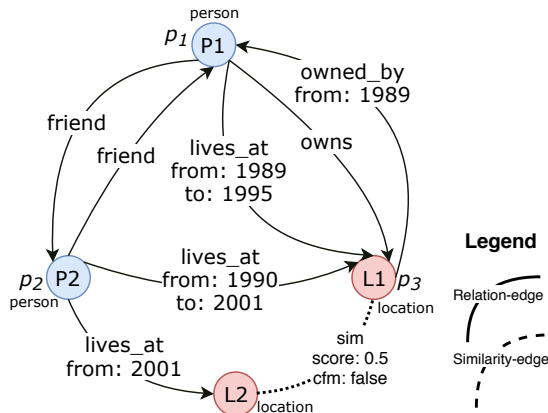 person
p1 P1
owned_by
from: 1989
friend
friend
lives_at
from: 1989
to: 1995
owns
p2 P2
person
lives_at
from: 1990
to: 2001
L1 p3
location
lives_at
from: 2001
sim
score: 0.5
cfm: false
L2
location
Legend
Relation-edge
Similarity-edge